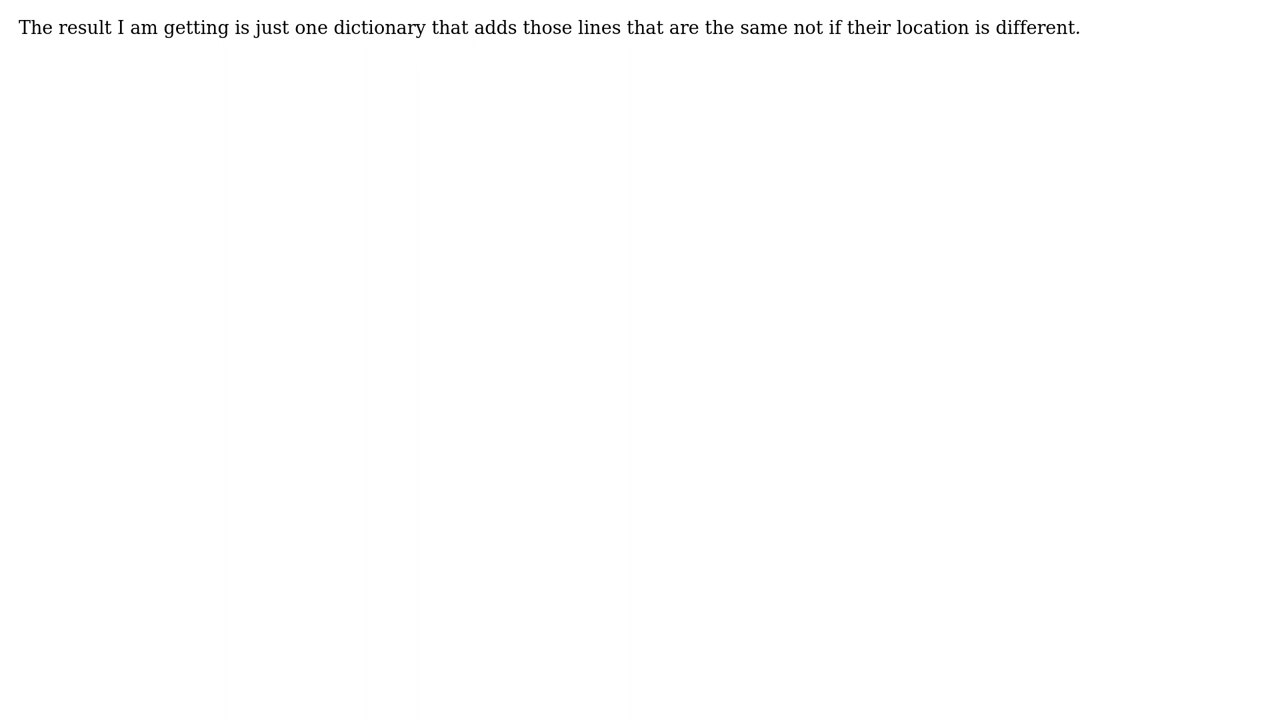 The result I am getting is just one dictionary that adds those lines that are the same not if their location is different.